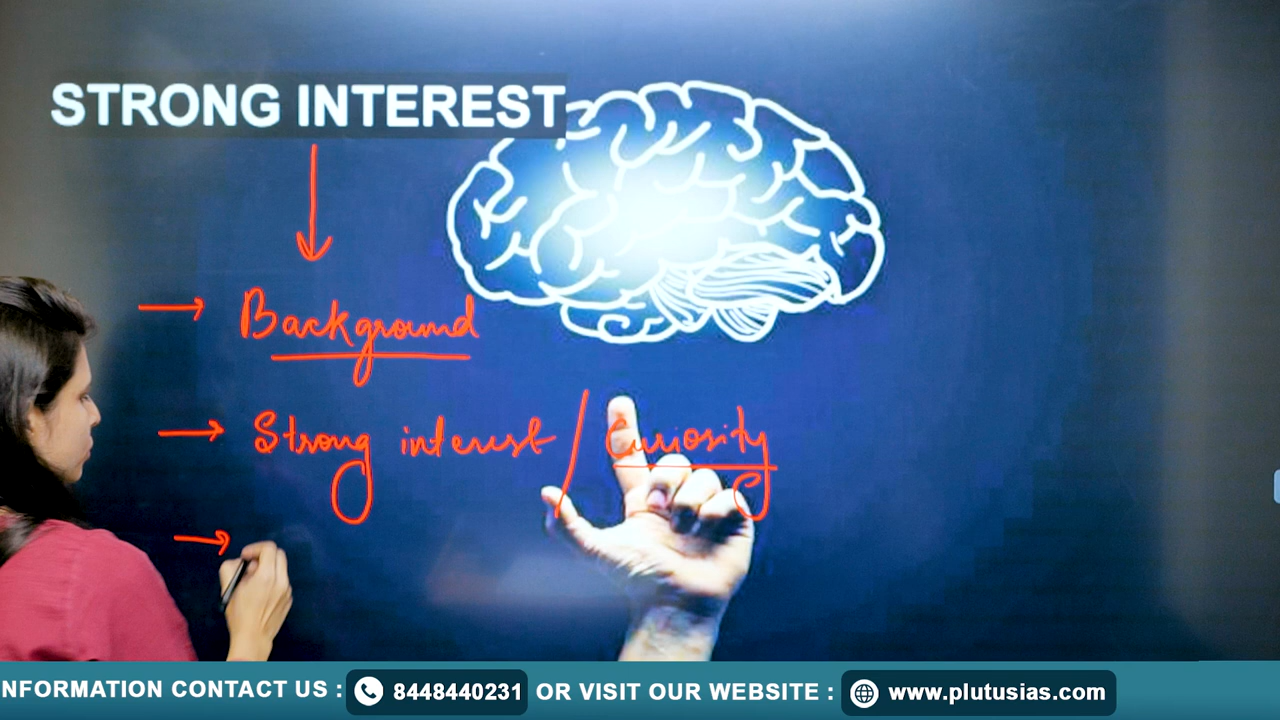 STRONG INTEREST
→ Background
→ Strong interest / Curiosity
→
NFORMATION CONTACT US : 8448440231 OR VISIT OUR WEBSITE : www.plutusias.com